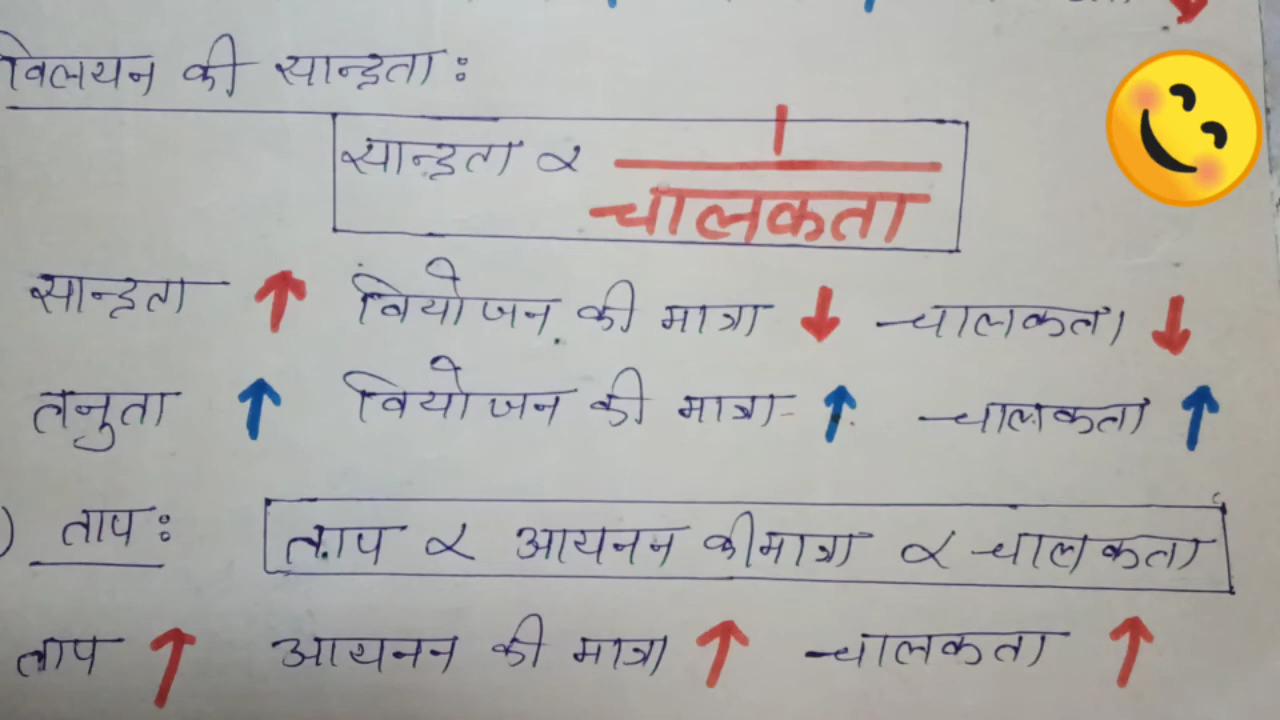 विलयन की सान्द्रता :
सान्द्रता ∝ 1
चालकता
सान्द्रता ↑ वियोजन की मात्रा ↓ चालकता ↓
तनुता ↑ वियोजन की मात्रा ↑ चालकता ↑
) ताप : ताप ∝ आयनन की मात्रा ∝ चालकता
ताप ↑ आयनन की मात्रा ↑ चालकता ↑